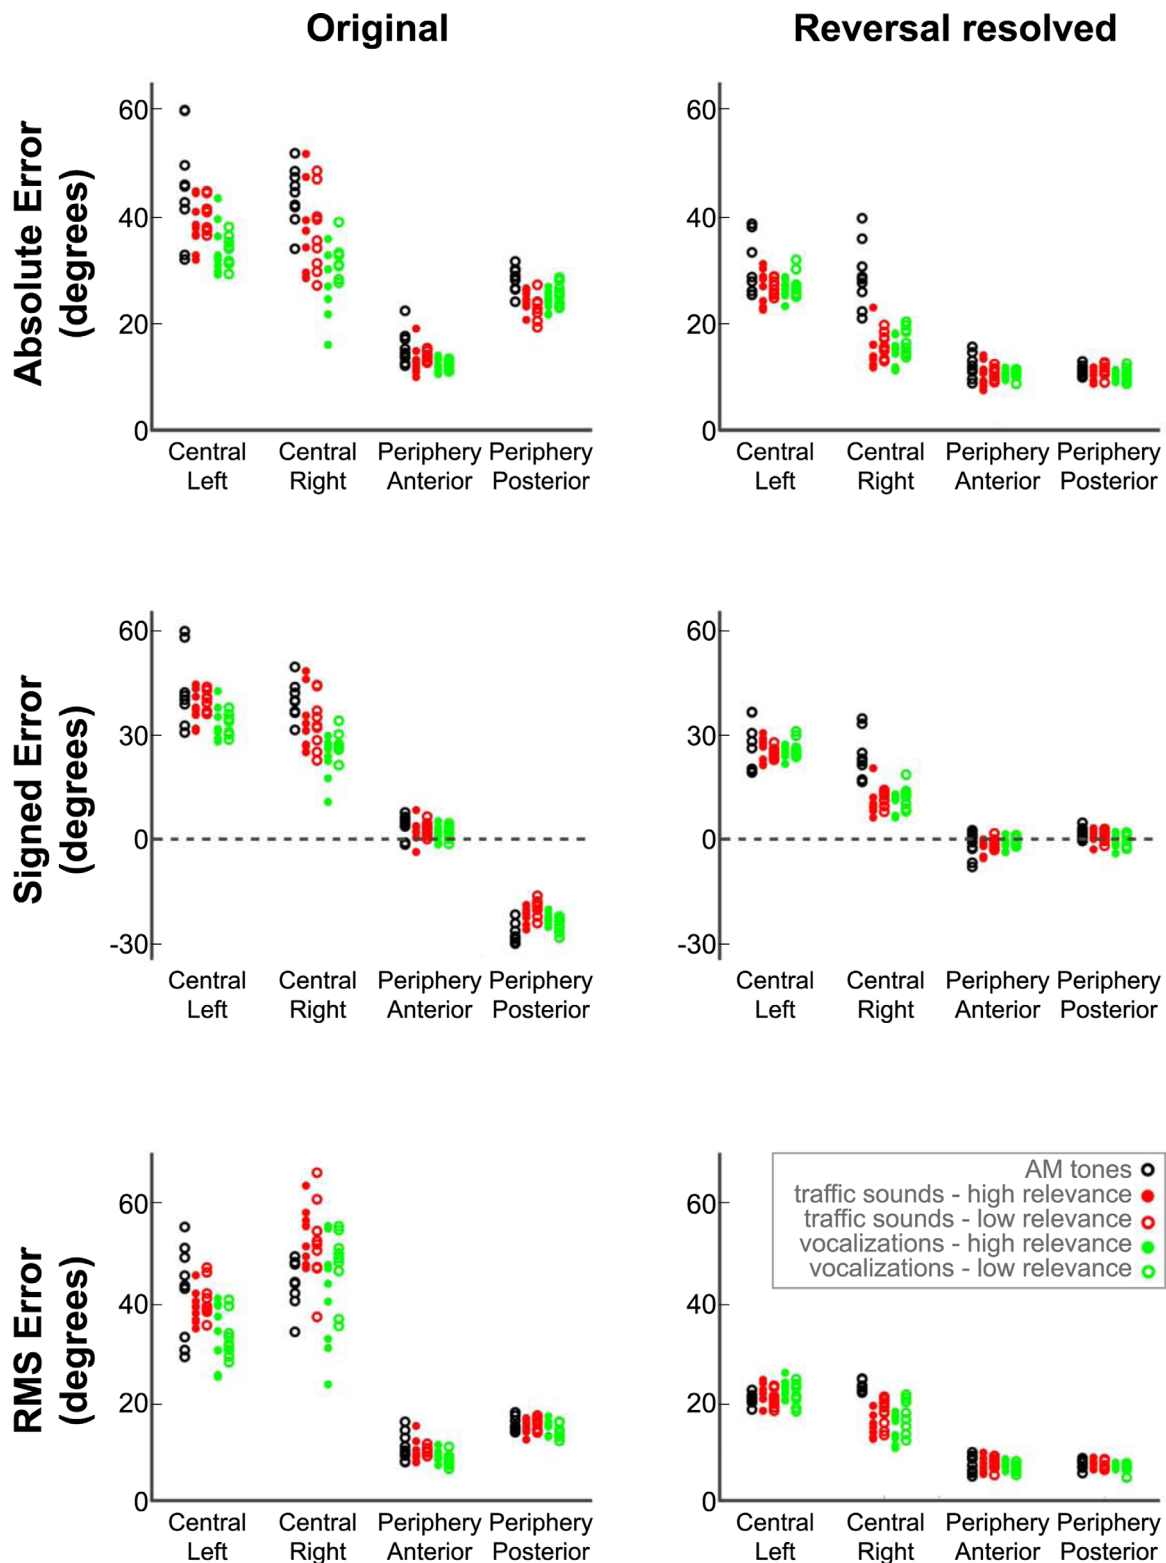 Original
Reversal resolved
Absolute Error
(degrees)
60
40
20
0
Central
Left
Central
Right
Periphery
Anterior
Periphery
Posterior
60
40
20
0
Central
Left
Central
Right
Periphery
Anterior
Periphery
Posterior
Signed Error
(degrees)
60
30
0
-30
Central
Left
Central
Right
Periphery
Anterior
Periphery
Posterior
60
30
0
-30
Central
Left
Central
Right
Periphery
Anterior
Periphery
Posterior
RMS Error
(degrees)
60
40
20
0
Central
Left
Central
Right
Periphery
Anterior
Periphery
Posterior
60
40
20
0
AM tones
traffic sounds - high relevance
traffic sounds - low relevance
vocalizations - high relevance
vocalizations - low relevance
Central
Left
Central
Right
Periphery
Anterior
Periphery
Posterior